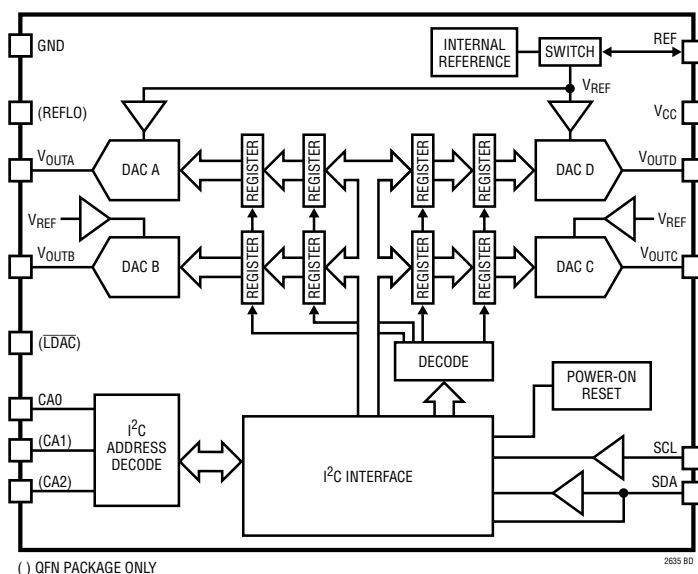 GND
INTERNAL
REFERENCE
SWITCH
REF
(REFLO)
VREF
VCC
VOUTA
DAC A
REGISTER
REGISTER
REGISTER
REGISTER
DAC D
VOUTD
VREF
VREF
VOUTB
DAC B
REGISTER
REGISTER
REGISTER
REGISTER
DAC C
VOUTC
(LDAC)
DECODE
POWER-ON
RESET
CA0
(CA1)
(CA2)
I2C
ADDRESS
DECODE
I2C INTERFACE
SCL
SDA
( ) QFN PACKAGE ONLY
2635 BD